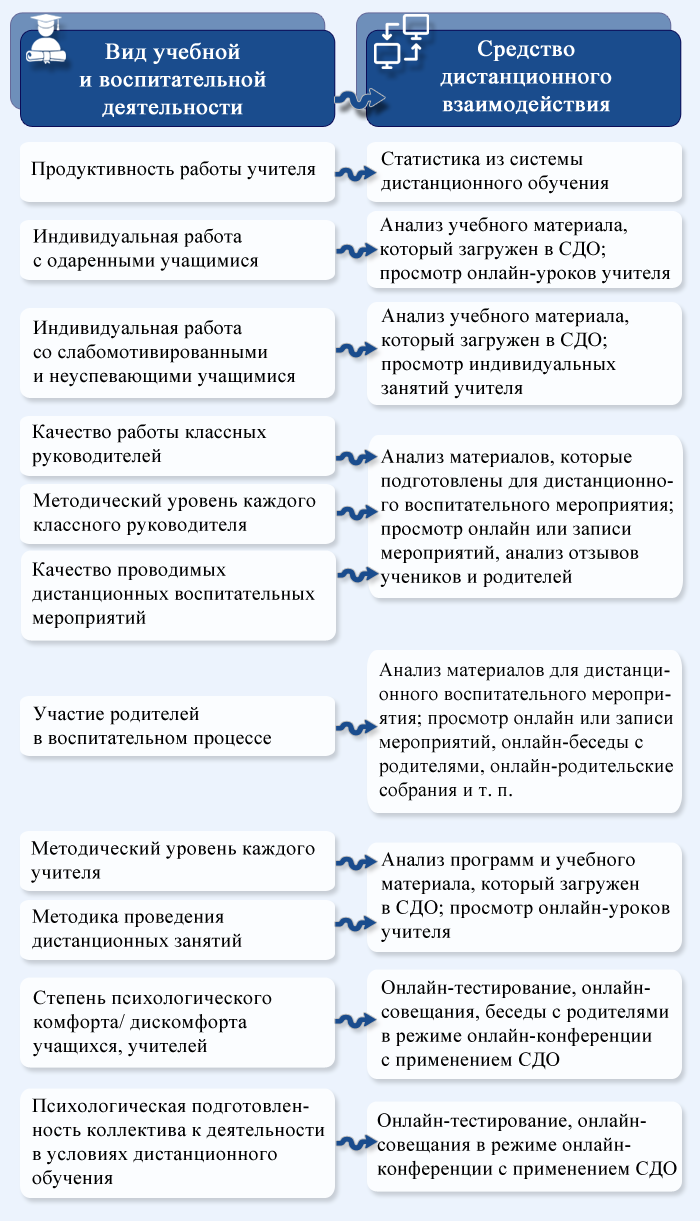 Вид учебной
и воспитательной
деятельности
Средство
дистанционного
взаимодействия
Продуктивность работы учителя
Статистика из системы
дистанционного обучения
Индивидуальная работа
с одаренными учащимися
Анализ учебного материала,
который загружен в СДО;
просмотр онлайн-уроков учителя
Индивидуальная работа
со слабомотивированными
и неуспевающими учащимися
Анализ учебного материала,
который загружен в СДО;
просмотр индивидуальных
занятий учителя
Качество работы классных
руководителей
Методический уровень каждого
классного руководителя
Качество проводимых
дистанционных воспитательных
мероприятий
Анализ материалов, которые
подготовлены для дистанционно-
го воспитательного мероприятия;
просмотр онлайн или записи
мероприятий, анализ отзывов
учеников и родителей
Участие родителей
в воспитательном процессе
Анализ материалов для дистанци-
онного воспитательного меропри-
ятия; просмотр онлайн или записи
мероприятий, онлайн-беседы с
родителями, онлайн-родительские
собрания и т. п.
Методический уровень каждого
учителя
Методика проведения
дистанционных занятий
Анализ программ и учебного
материала, который загружен
в СДО; просмотр онлайн-уроков
учителя
Степень психологического
комфорта/ дискомфорта
учащихся, учителей
Онлайн-тестирование, онлайн-
совещания, беседы с родителями
в режиме онлайн-конференции
с применением СДО
Психологическая подготовлен-
ность коллектива к деятельности
в условиях дистанционного
обучения
Онлайн-тестирование, онлайн-
совещания в режиме онлайн-
конференции с применением СДО